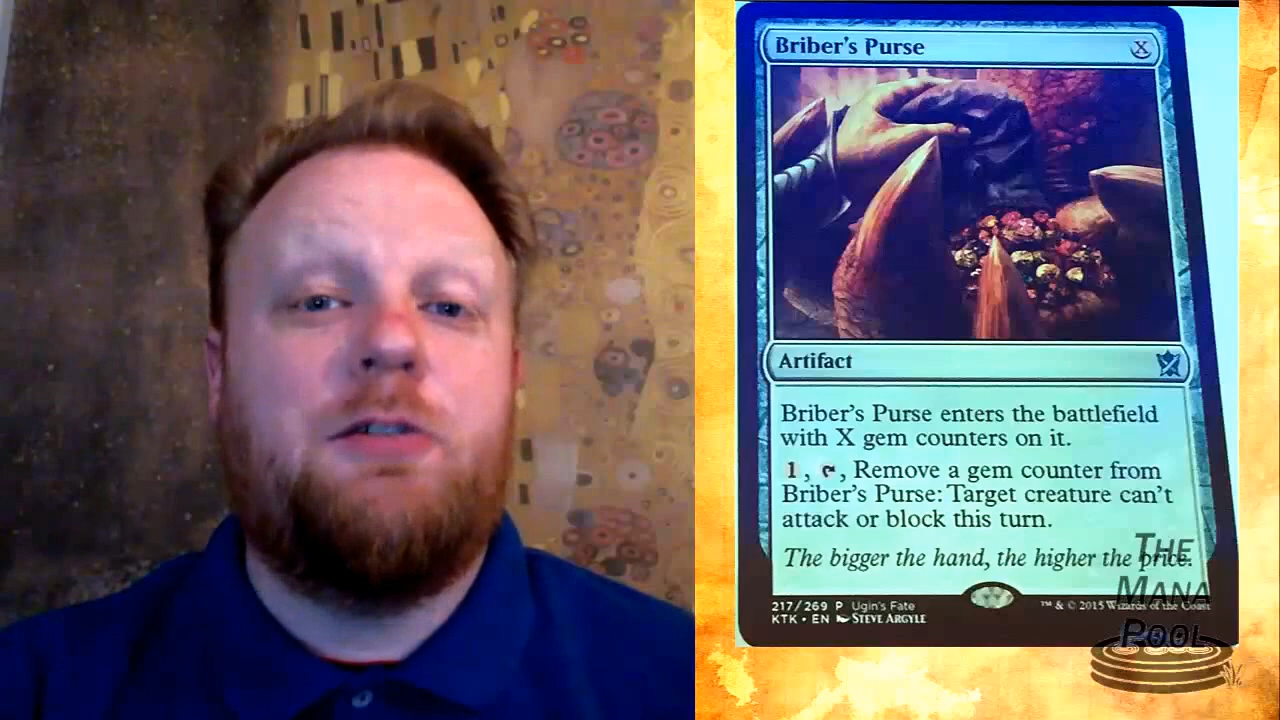 Briber's Purse X
Artifact
Briber's Purse enters the battlefield
with X gem counters on it.
1, , Remove a gem counter from
Briber's Purse: Target creature can't
attack or block this turn.
The bigger the hand, the higher the price.
217/269 P Ugin's Fate
KTK • EN STEVE ARGYLE
™ & © 2015 Wizards of the Coast
THE
MANA
POOL